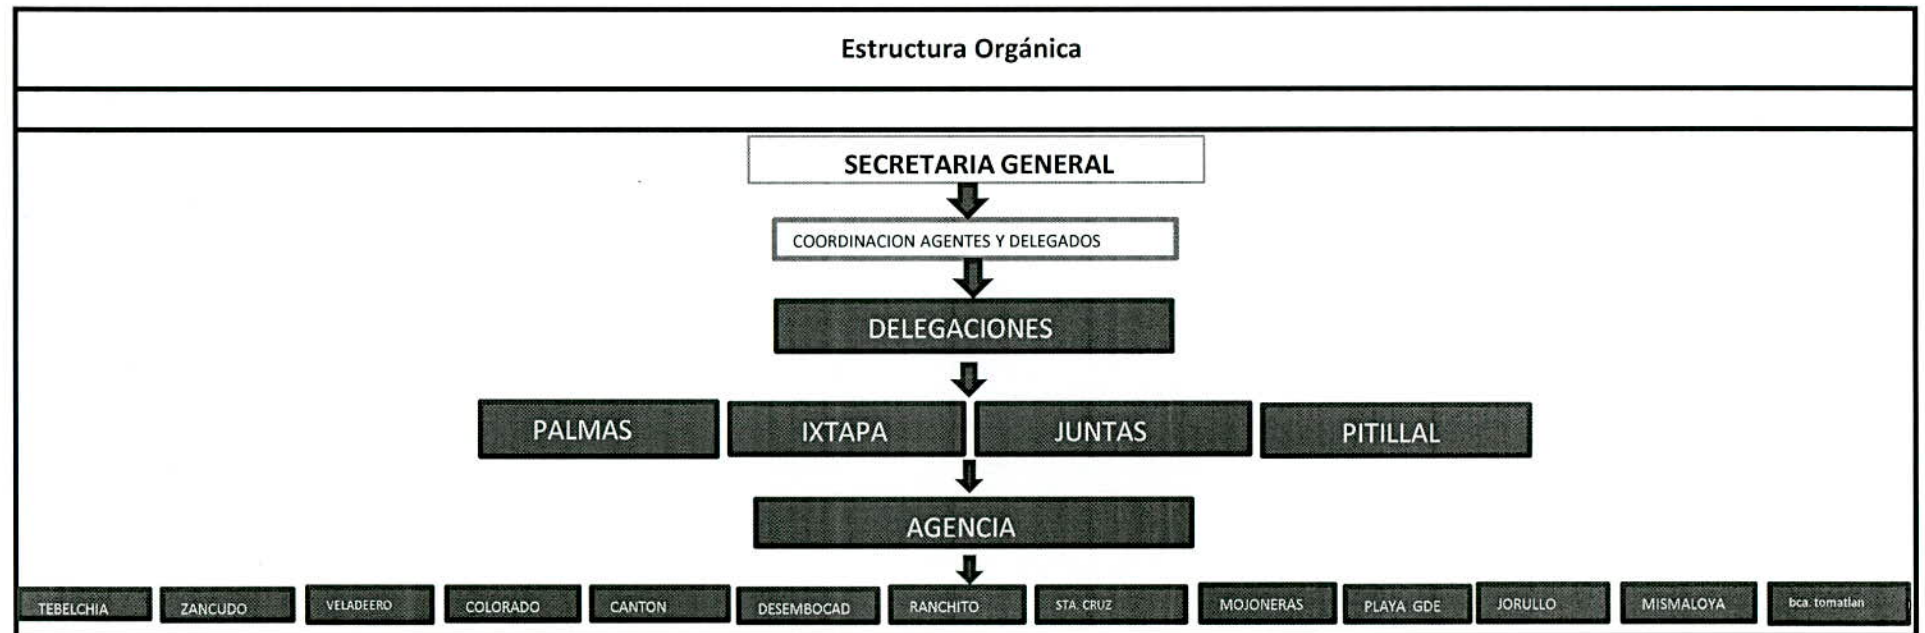 Estructura Orgánica
SECRETARIA GENERAL
COORDINACION AGENTES Y DELEGADOS
DELEGACIONES
PALMAS IXTAPA JUNTAS PITILLAL
AGENCIA
TEBELCHIA ZANCUDO VELADEERO COLORADO CANTON DESEMBOCAD RANCHITO STA. CRUZ MOJONERAS PLAYA GDE JORULLO MISMALOYA bca. tomatlan